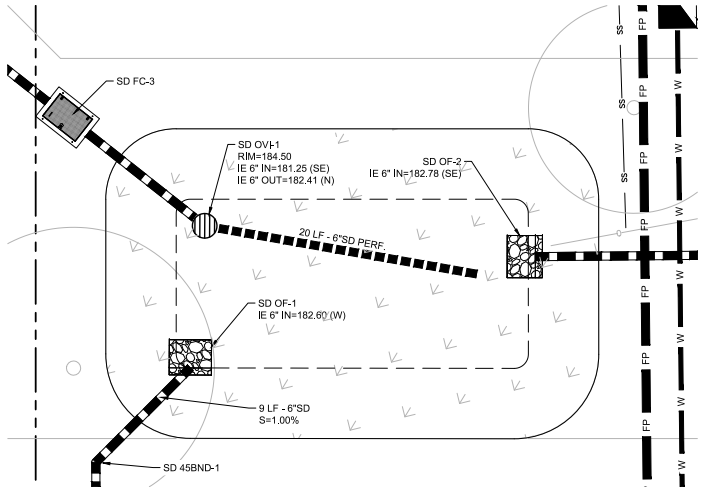 SD FC-3
SD OVI-1
RIM=184.50
IE 6" IN=181.25 (SE)
IE 6" OUT=182.41 (N)
SD OF-2
IE 6" IN=182.78 (SE)
20 LF - 6"SD PERF.
SD OF-1
IE 6" IN=182.60 (W)
9 LF - 6"SD
S=1.00%
SD 45BND-1
SS
SS
SS
SS
FP
FP
FP
FP
FP
FP
W
W
W
W
W
W